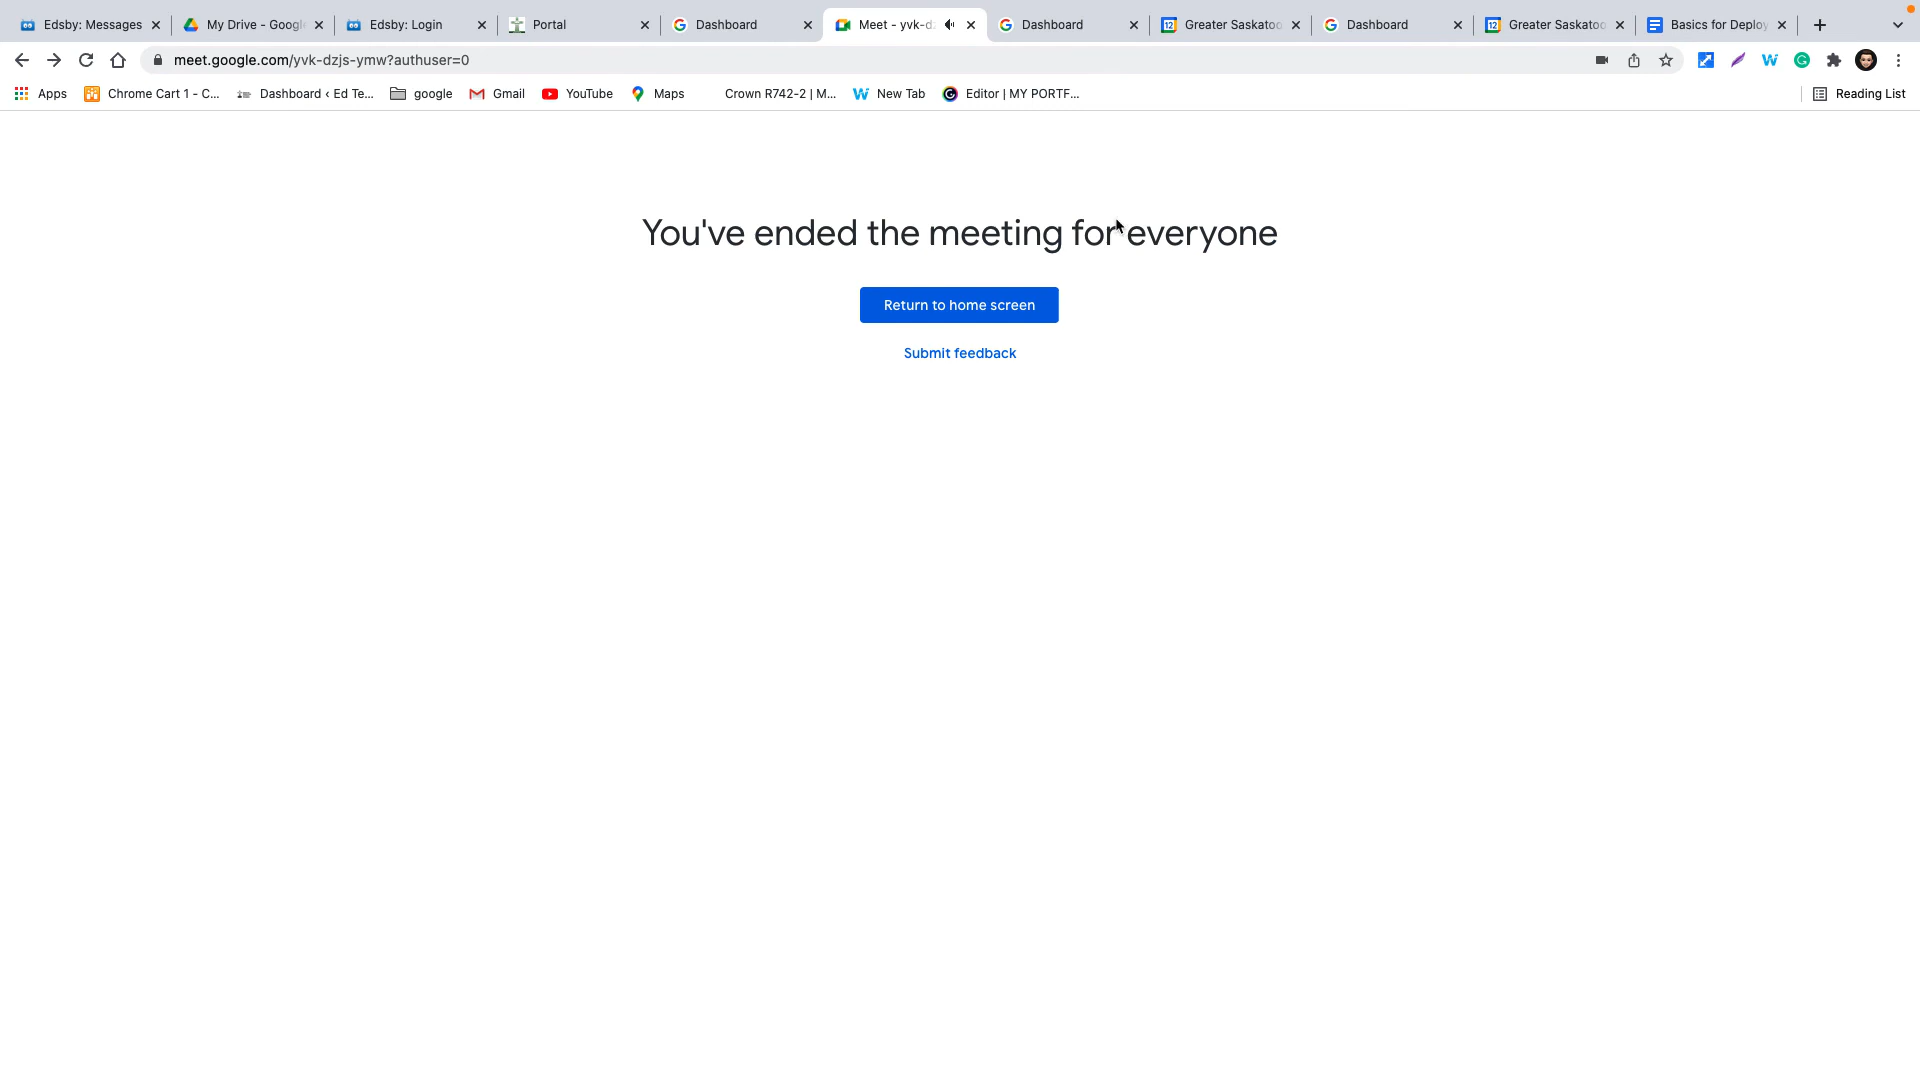 Edsby: Messages
My Drive - Google
Edsby: Login
Portal
Dashboard
Meet - yvk-dz
Dashboard
Greater Saskatoo
Dashboard
Greater Saskatoo
Basics for Deploy
meet.google.com/yvk-dzjs-ymw?authuser=0
Apps
Chrome Cart 1 - C...
Dashboard ‹ Ed Te...
google
Gmail
YouTube
Maps
Crown R742-2 | M...
New Tab
Editor | MY PORTF...
Reading List
You've ended the meeting for everyone
Return to home screen
Submit feedback